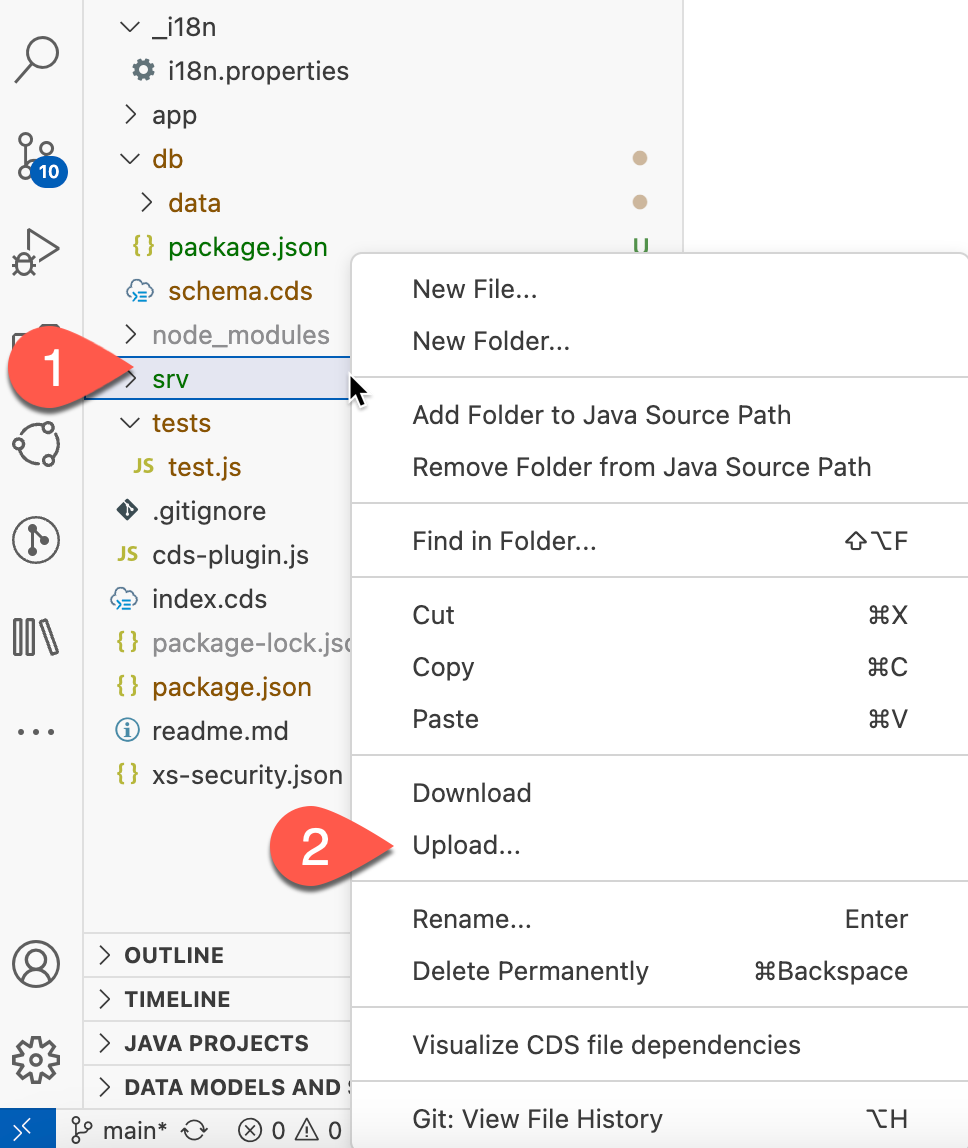 _i18n
i18n.properties
app
10
db
data
{} package.json U
schema.cds
node_modules
1
srv
tests
JS test.js
.gitignore
JS cds-plugin.js
index.cds
{} package-lock.jso
{} package.json
readme.md
{} xs-security.json
New File...
New Folder...
Add Folder to Java Source Path
Remove Folder from Java Source Path
Find in Folder... ⇧⌥F
Cut ⌘X
Copy ⌘C
Paste ⌘V
Download
2
Upload...
Rename... Enter
Delete Permanently ⌘Backspace
Visualize CDS file dependencies
Git: View File History ⌥H
OUTLINE
TIMELINE
JAVA PROJECTS
DATA MODELS AND
main* 0 0